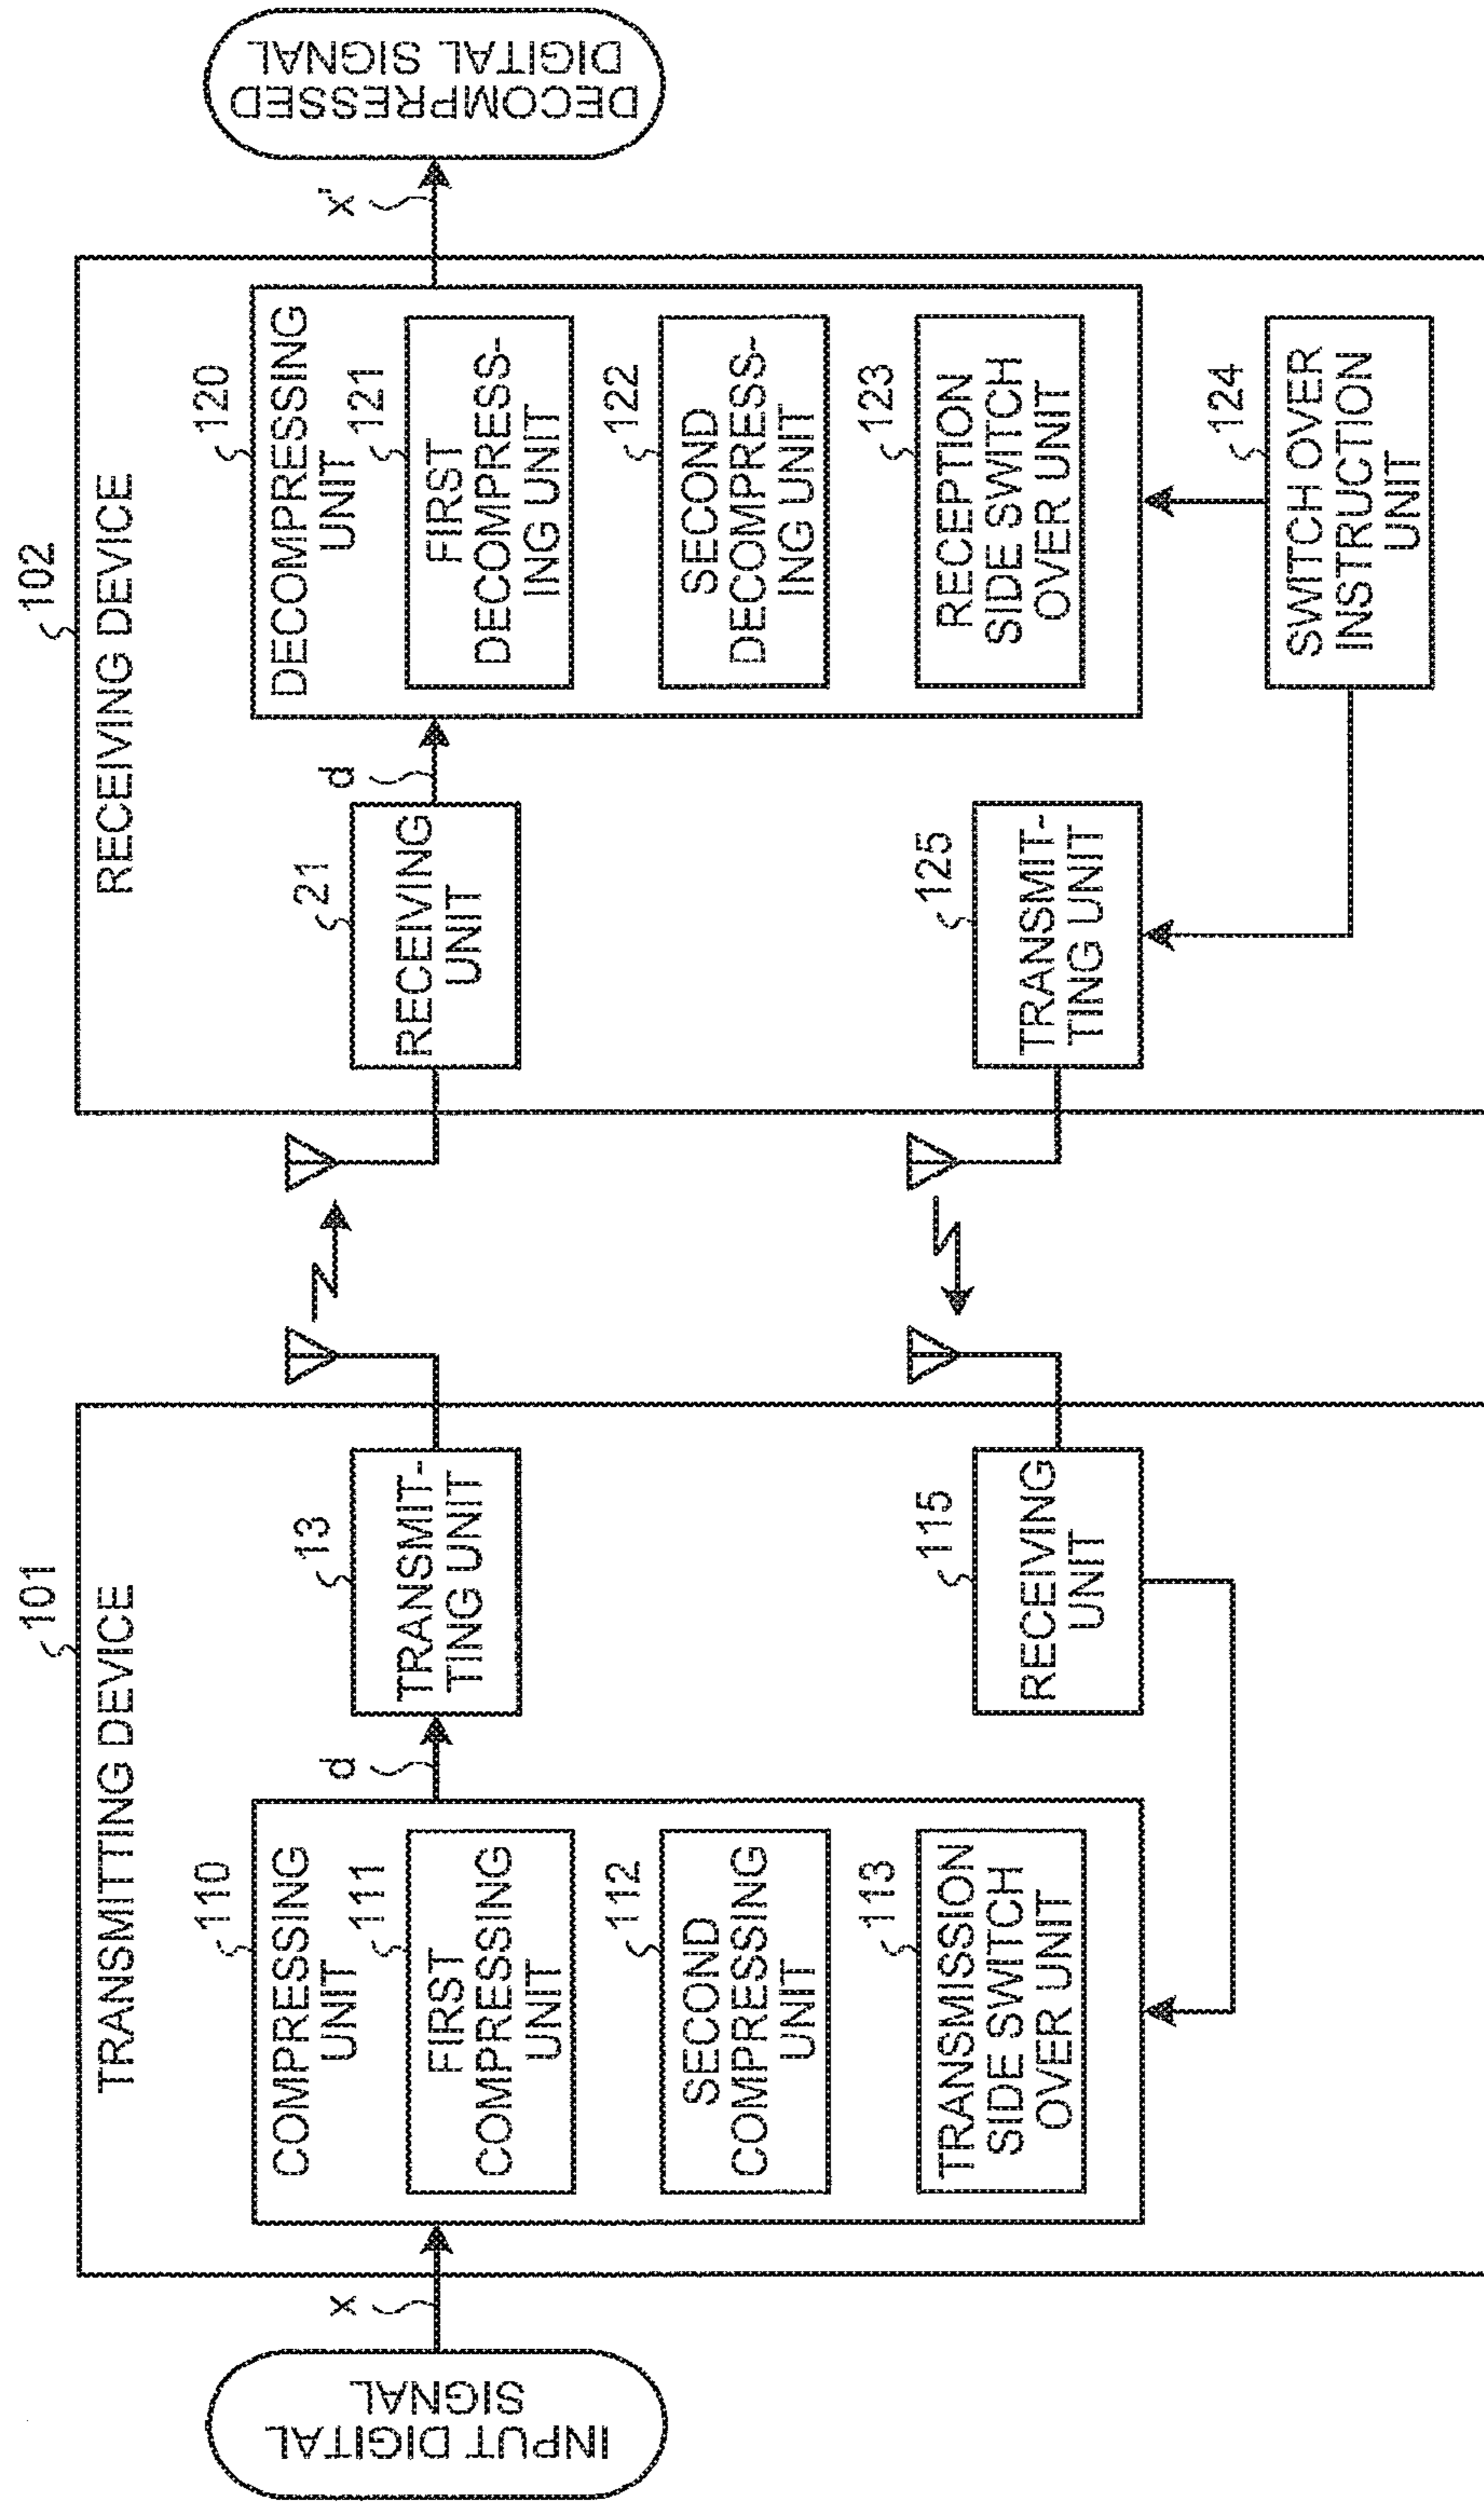 101
TRANSMITTING DEVICE
INPUT DIGITAL
SIGNAL
x
110
COMPRESSING
UNIT
111
FIRST
COMPRESSING
UNIT
112
SECOND
COMPRESSING
UNIT
113
TRANSMISSION
SIDE SWITCH
OVER UNIT
d
13
TRANSMIT-
TING UNIT
115
RECEIVING
UNIT
102
RECEIVING DEVICE
21
RECEIVING
UNIT
125
TRANSMIT-
TING UNIT
d
120
DECOMPRESSING
UNIT
121
FIRST
DECOMPRESS-
ING UNIT
122
SECOND
DECOMPRESS-
ING UNIT
123
RECEPTION
SIDE SWITCH
OVER UNIT
124
SWITCH OVER
INSTRUCTION
UNIT
x'
DECOMPRESSED
DIGITAL SIGNAL